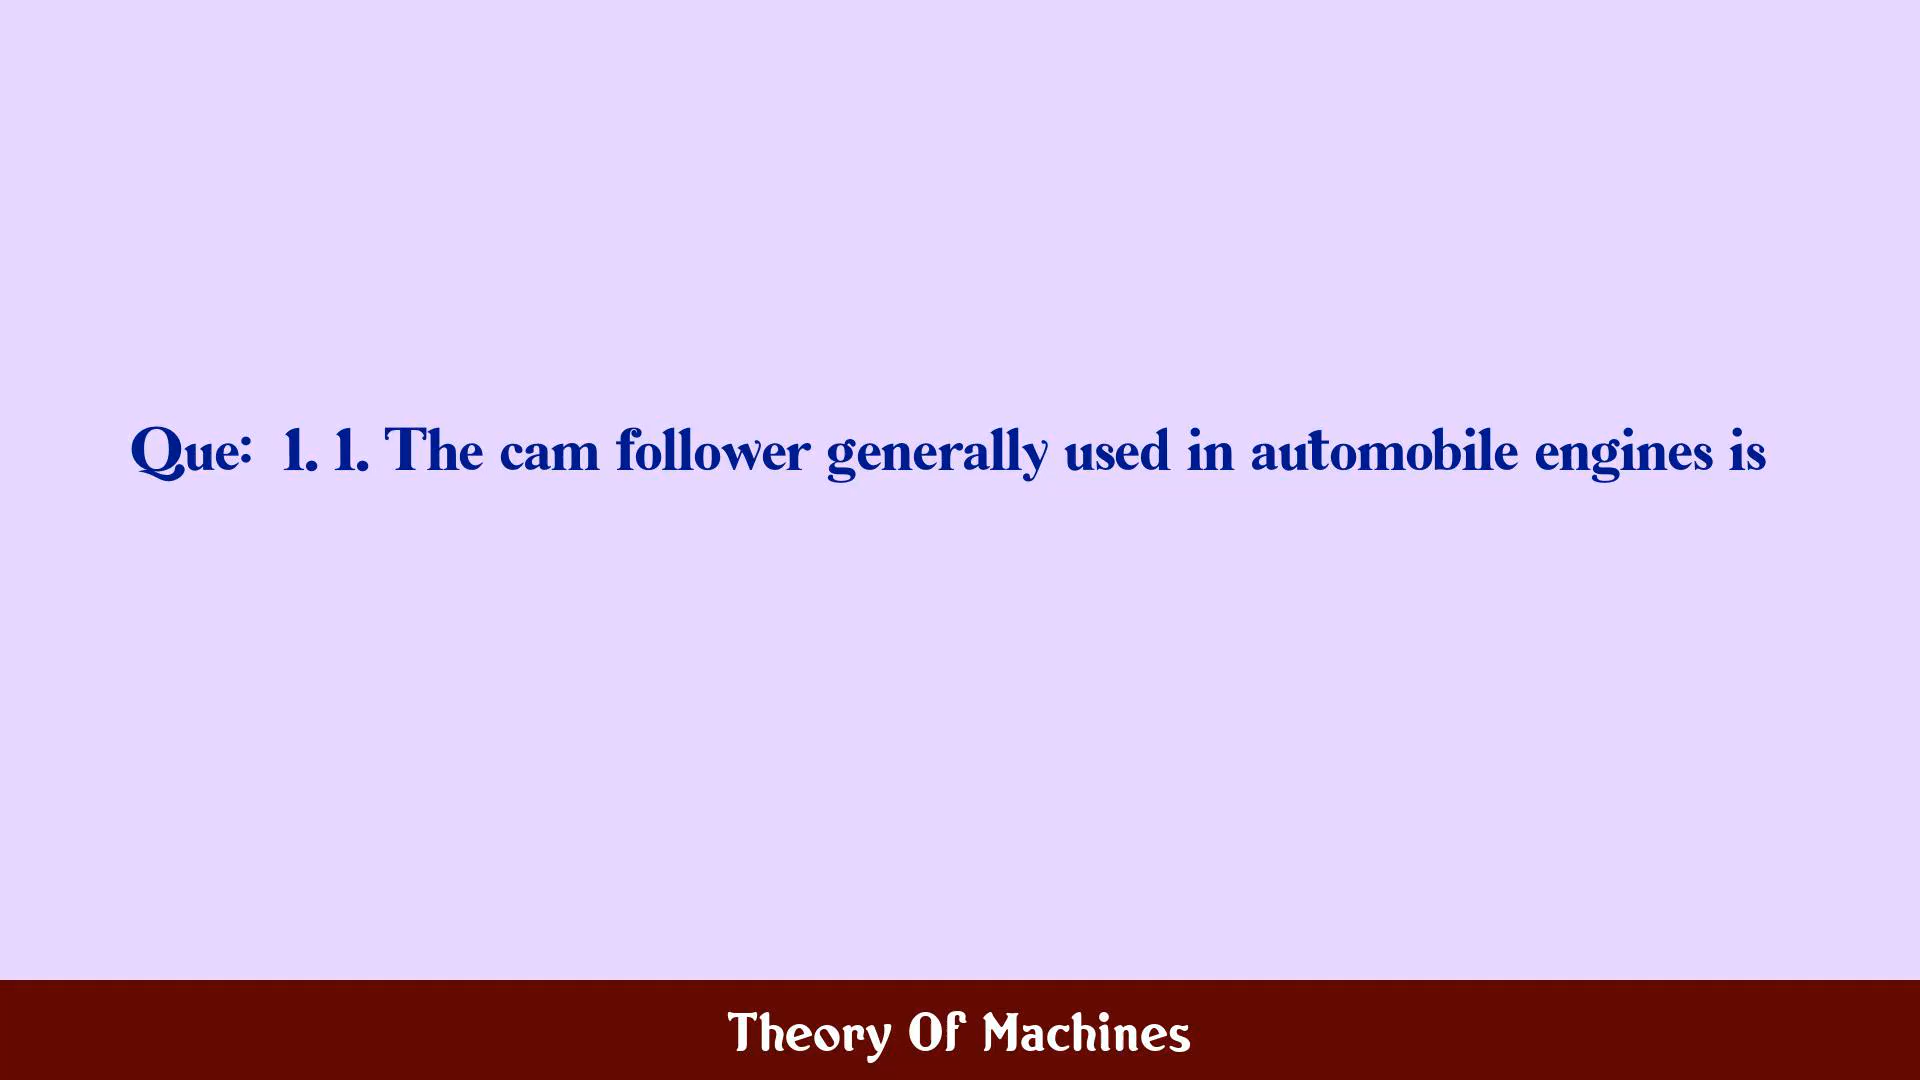 Que: 1. 1. The cam follower generally used in automobile engines is
Theory Of Machines